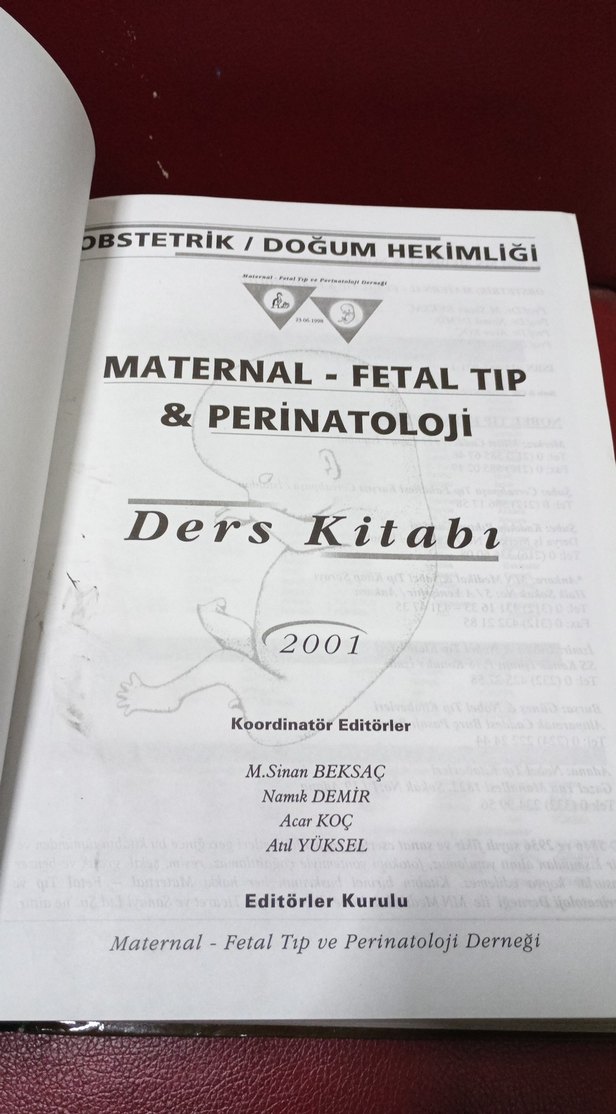 OBSTETRİK / DOĞUM HEKİMLİĞİ
Maternal - Fetal Tıp ve Perinatoloji Derneği
23.06.1998
MATERNAL - FETAL TIP
& PERİNATOLOJİ
Ders Kitabı
2001
Koordinatör Editörler
M.Sinan BEKSAÇ
Namık DEMİR
Acar KOÇ
Atıl YÜKSEL
Editörler Kurulu
Maternal - Fetal Tıp ve Perinatoloji Derneği